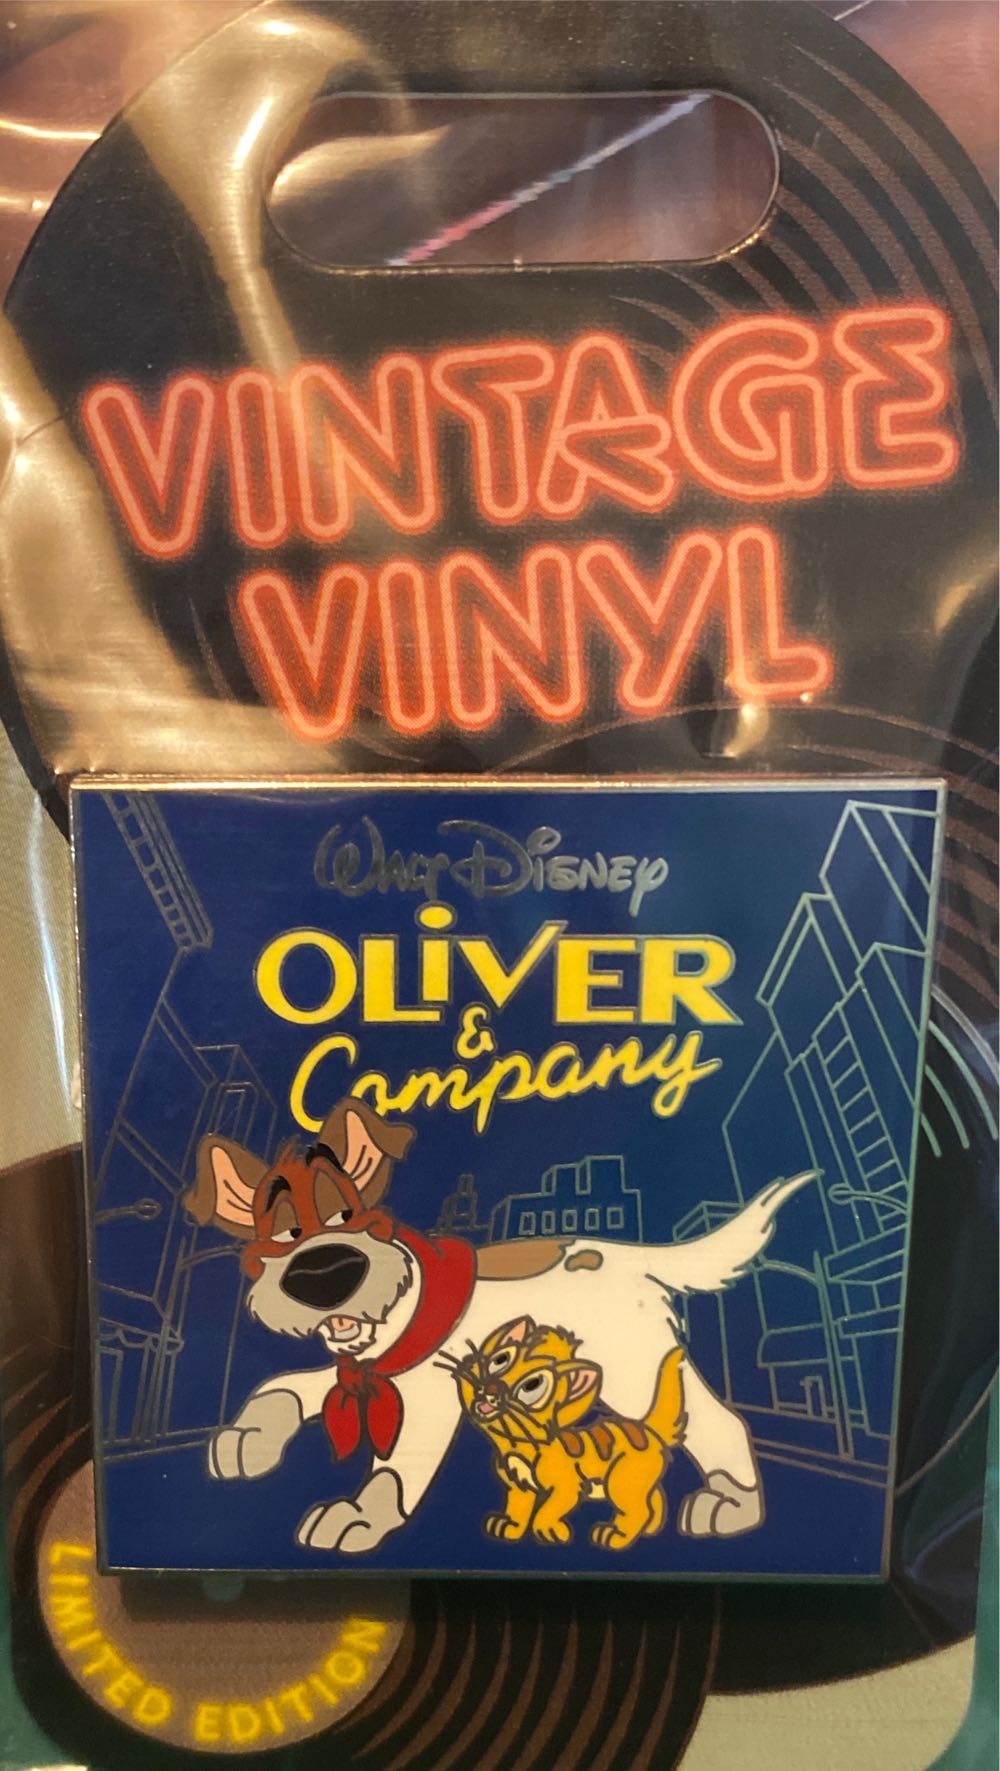 VINTAGE
VINYL
WALT DISNEY
OLiVER
&
Company
LIMITED EDITION